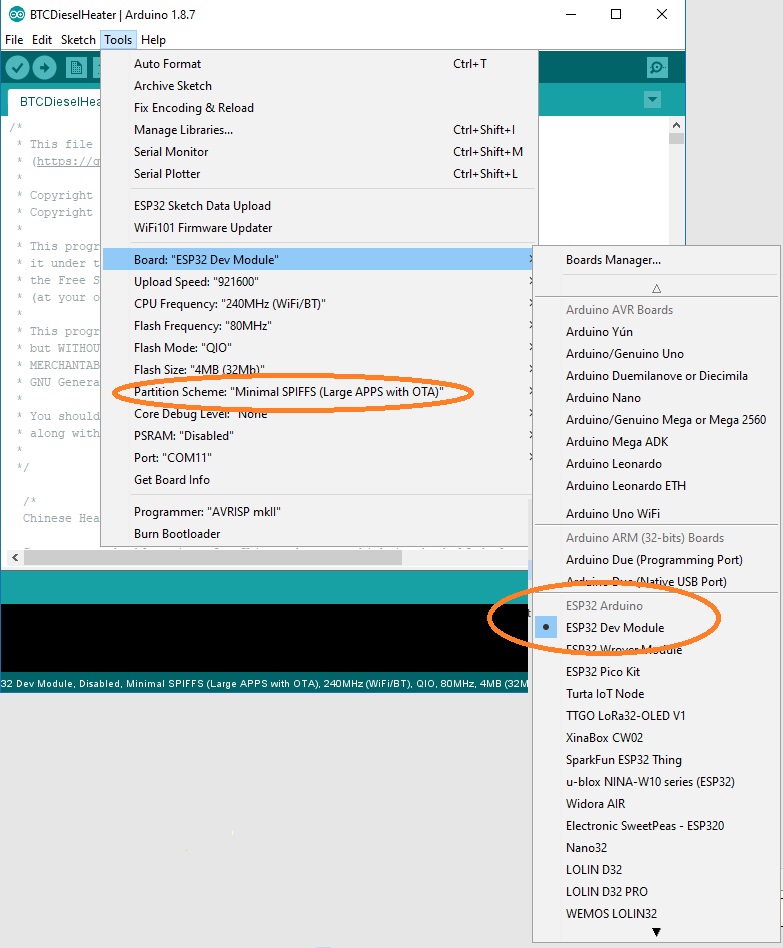 BTCDieselHeater | Arduino 1.8.7
File Edit Sketch Tools Help
BTCDieselHea
/*
* This file
* (https://g
*
* Copyright
* Copyright
*
* This progr
* it under t
* the Free S
* (at your o
*
* This progr
* but WITHOU
* MERCHANTAB
* GNU Genera
*
* You should
* along with
*
*/
/*
Chinese Hea
Auto Format Ctrl+T
Archive Sketch
Fix Encoding & Reload
Manage Libraries... Ctrl+Shift+I
Serial Monitor Ctrl+Shift+M
Serial Plotter Ctrl+Shift+L
ESP32 Sketch Data Upload
WiFi101 Firmware Updater
Board: "ESP32 Dev Module"
Upload Speed: "921600"
CPU Frequency: "240MHz (WiFi/BT)"
Flash Frequency: "80MHz"
Flash Mode: "QIO"
Flash Size: "4MB (32Mb)"
Partition Scheme: "Minimal SPIFFS (Large APPS with OTA)"
Core Debug Level: "None"
PSRAM: "Disabled"
Port: "COM11"
Get Board Info
Programmer: "AVRISP mkII"
Burn Bootloader
Boards Manager...
Arduino AVR Boards
Arduino Yún
Arduino/Genuino Uno
Arduino Duemilanove or Diecimila
Arduino Nano
Arduino/Genuino Mega or Mega 2560
Arduino Mega ADK
Arduino Leonardo
Arduino Leonardo ETH
Arduino Uno WiFi
Arduino ARM (32-bits) Boards
Arduino Due (Programming Port)
Arduino Due (Native USB Port)
ESP32 Arduino
ESP32 Dev Module
ESP32 Wrover Module
ESP32 Pico Kit
Turta IoT Node
TTGO LoRa32-OLED V1
XinaBox CW02
SparkFun ESP32 Thing
u-blox NINA-W10 series (ESP32)
Widora AIR
Electronic SweetPeas - ESP320
Nano32
LOLIN D32
LOLIN D32 PRO
WEMOS LOLIN32
32 Dev Module, Disabled, Minimal SPIFFS (Large APPS with OTA), 240MHz (WiFi/BT), QIO, 80MHz, 4MB (32M